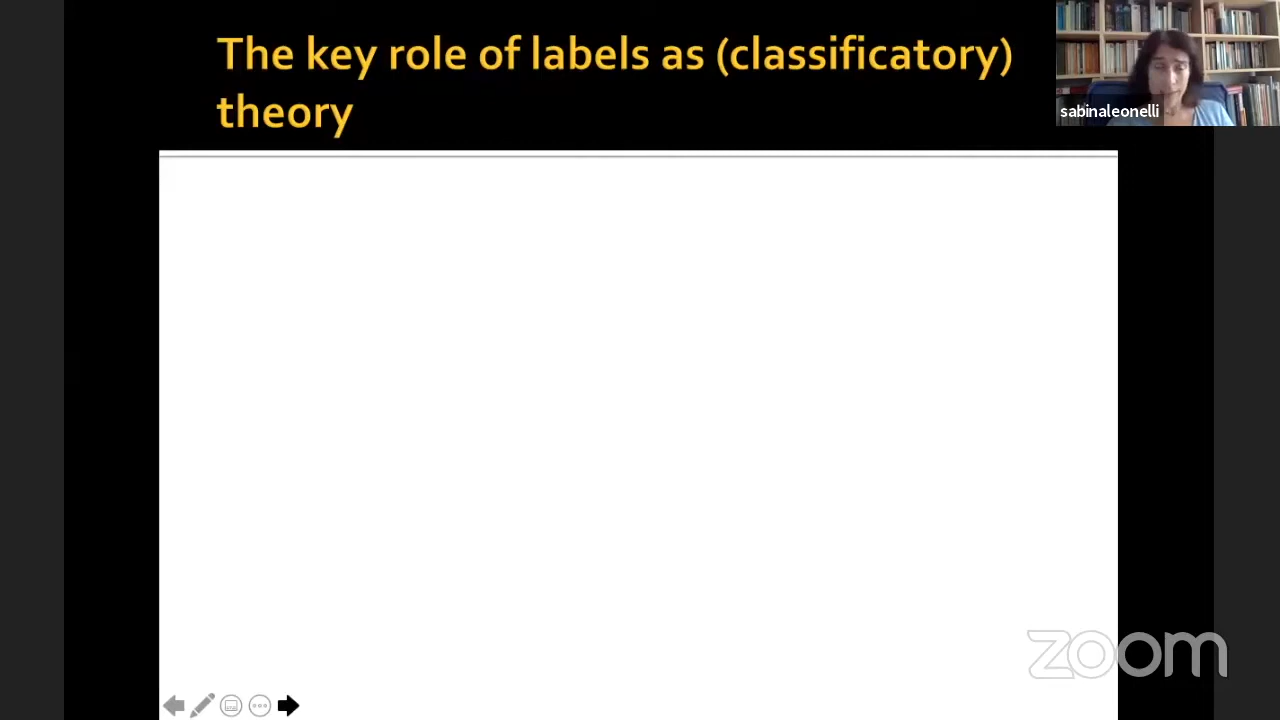 The key role of labels as (classificatory)
theory
sabinaleonelli
zoom